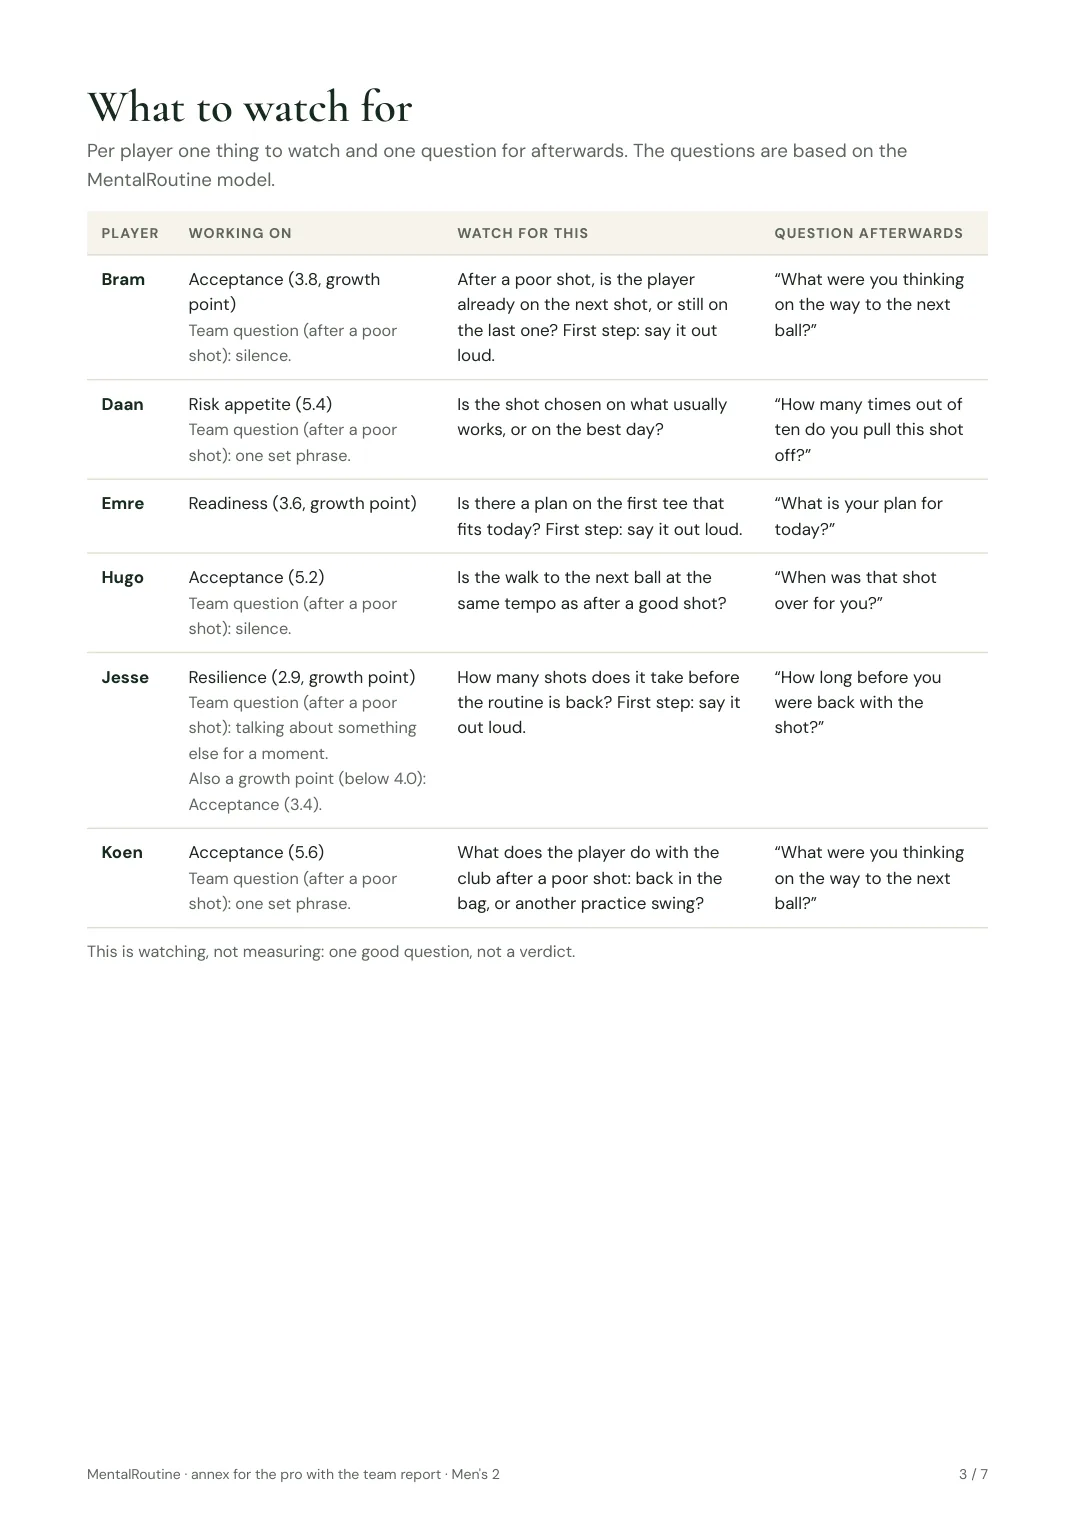 What to watch for
Per player one thing to watch and one question for afterwards. The questions are based on the
MentalRoutine model.
PLAYER WORKING ON WATCH FOR THIS QUESTION AFTERWARDS
Bram Acceptance (3.8, growth After a poor shot, is the player “What were you thinking
point) already on the next shot, or still on on the way to the next
Team question (after a poor the last one? First step: say it out ball?”
shot): silence. loud.
Daan Risk appetite (5.4) Is the shot chosen on what usually “How many times out of
Team question (after a poor works, or on the best day? ten do you pull this shot
shot): one set phrase. off?”
Emre Readiness (3.6, growth point) Is there a plan on the first tee that “What is your plan for
fits today? First step: say it out loud. today?”
Hugo Acceptance (5.2) Is the walk to the next ball at the “When was that shot
Team question (after a poor same tempo as after a good shot? over for you?”
shot): silence.
Jesse Resilience (2.9, growth point) How many shots does it take before “How long before you
Team question (after a poor the routine is back? First step: say it were back with the
shot): talking about something out loud. shot?”
else for a moment.
Also a growth point (below 4.0):
Acceptance (3.4).
Koen Acceptance (5.6) What does the player do with the “What were you thinking
Team question (after a poor club after a poor shot: back in the on the way to the next
shot): one set phrase. bag, or another practice swing? ball?”
This is watching, not measuring: one good question, not a verdict.
MentalRoutine · annex for the pro with the team report · Men's 2 3 / 7